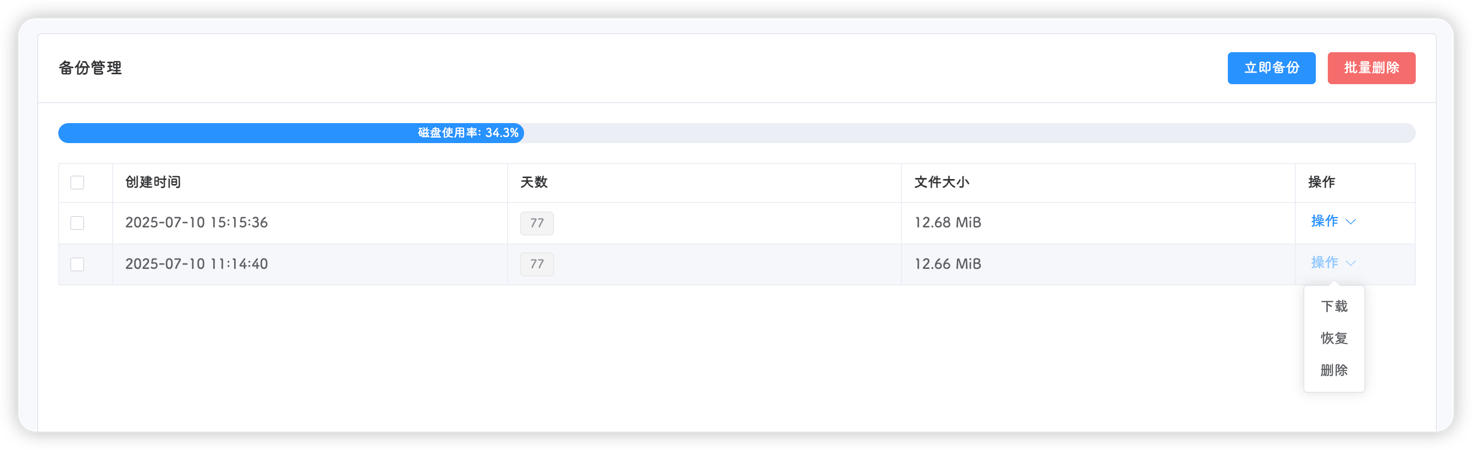 备份管理 立即备份 批量删除
磁盘使用率: 34.3%
创建时间 天数 文件大小 操作
2025-07-10 15:15:36 77 12.68 MiB 操作
2025-07-10 11:14:40 77 12.66 MiB 操作
下载
恢复
删除